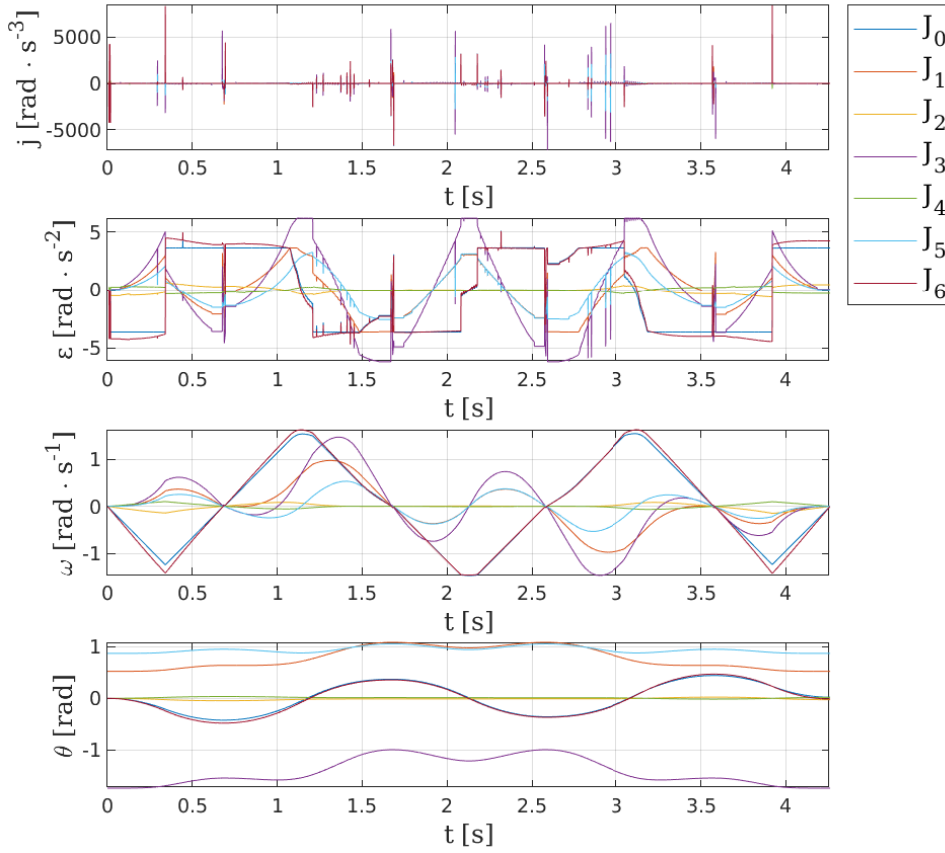 j [rad · s⁻³]
5000
0
-5000
0 0.5 1 1.5 2 2.5 3 3.5 4
t [s]
J₀
J₁
J₂
J₃
J₄
J₅
J₆
ε [rad · s⁻²]
5
0
-5
0 0.5 1 1.5 2 2.5 3 3.5 4
t [s]
ω [rad · s⁻¹]
1
0
-1
0 0.5 1 1.5 2 2.5 3 3.5 4
t [s]
θ [rad]
1
0
-1
0 0.5 1 1.5 2 2.5 3 3.5 4
t [s]